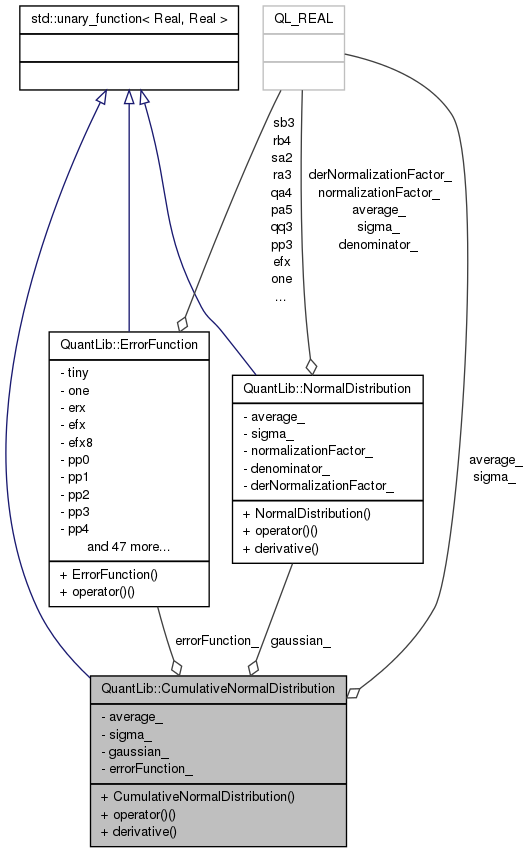 std::unary_function< Real, Real >
QL_REAL
sb3
rb4
sa2
ra3
qa4
pa5
qq3
pp3
efx
one
...
derNormalizationFactor_
normalizationFactor_
average_
sigma_
denominator_
QuantLib::ErrorFunction
- tiny
- one
- erx
- efx
- efx8
- pp0
- pp1
- pp2
- pp3
- pp4
and 47 more...
+ ErrorFunction()
+ operator()()
QuantLib::NormalDistribution
- average_
- sigma_
- normalizationFactor_
- denominator_
- derNormalizationFactor_
+ NormalDistribution()
+ operator()()
+ derivative()
average_
sigma_
errorFunction_
gaussian_
QuantLib::CumulativeNormalDistribution
- average_
- sigma_
- gaussian_
- errorFunction_
+ CumulativeNormalDistribution()
+ operator()()
+ derivative()